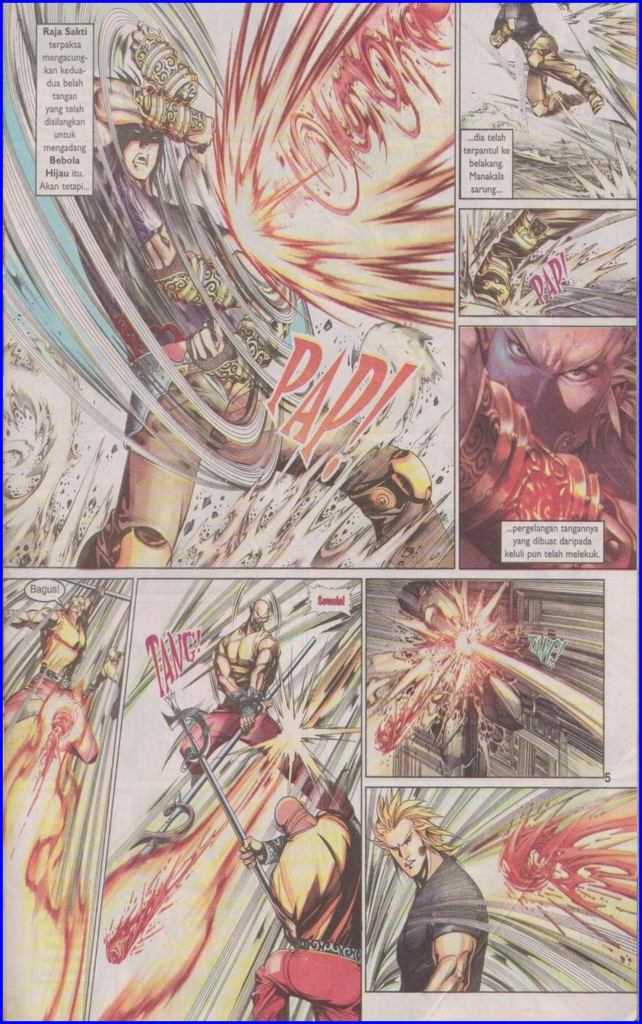 Raja Sakti
terpaksa
mengacung-
kan kedua-
dua belah
tangan
yang telah
disilangkan
untuk
mengadang
Bebola
Hijau itu.
Akan tetapi...
PAP!
...dia telah
terpantul ke
belakang.
Manakala
sarung...
PAP!
...pergelangan tangannya
yang dibuat daripada
keluli pun telah melekuk.
Bagus!
TANG!
Semula!
TANG!
5